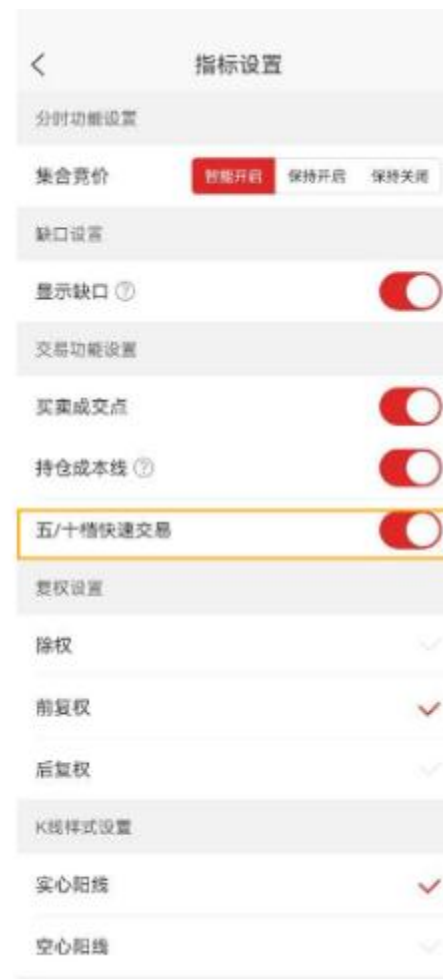 指标设置
分时功能设置
集合竞价 智能开启 保持开启 保持关闭
缺口设置
显示缺口 ?
交易功能设置
买卖成交点
持仓成本线 ?
五/十档快速交易
复权设置
除权
前复权
后复权
K线样式设置
实心阳线
空心阳线